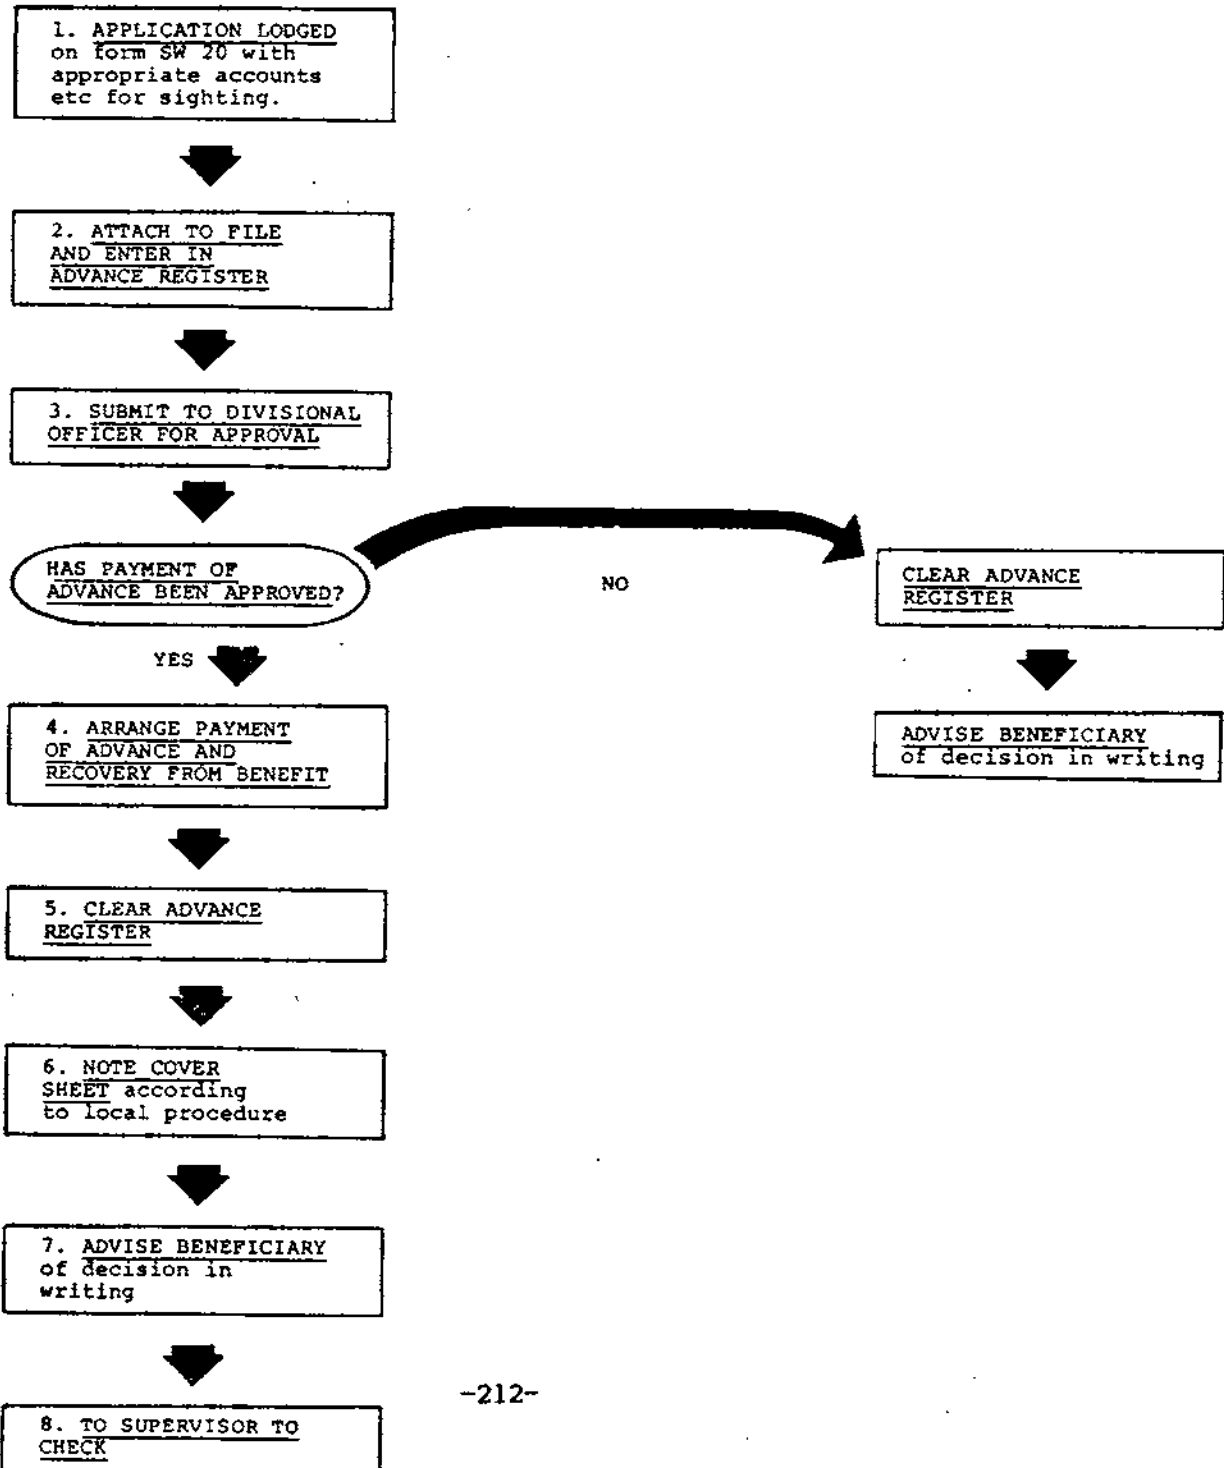 1. APPLICATION LODGED
on form SW 20 with
appropriate accounts
etc for sighting.
2. ATTACH TO FILE
AND ENTER IN
ADVANCE REGISTER
3. SUBMIT TO DIVISIONAL
OFFICER FOR APPROVAL
HAS PAYMENT OF
ADVANCE BEEN APPROVED?
NO
CLEAR ADVANCE
REGISTER
YES
ADVISE BENEFICIARY
of decision in writing
4. ARRANGE PAYMENT
OF ADVANCE AND
RECOVERY FROM BENEFIT
5. CLEAR ADVANCE
REGISTER
6. NOTE COVER
SHEET according
to local procedure
7. ADVISE BENEFICIARY
of decision in
writing
-212-
8. TO SUPERVISOR TO
CHECK